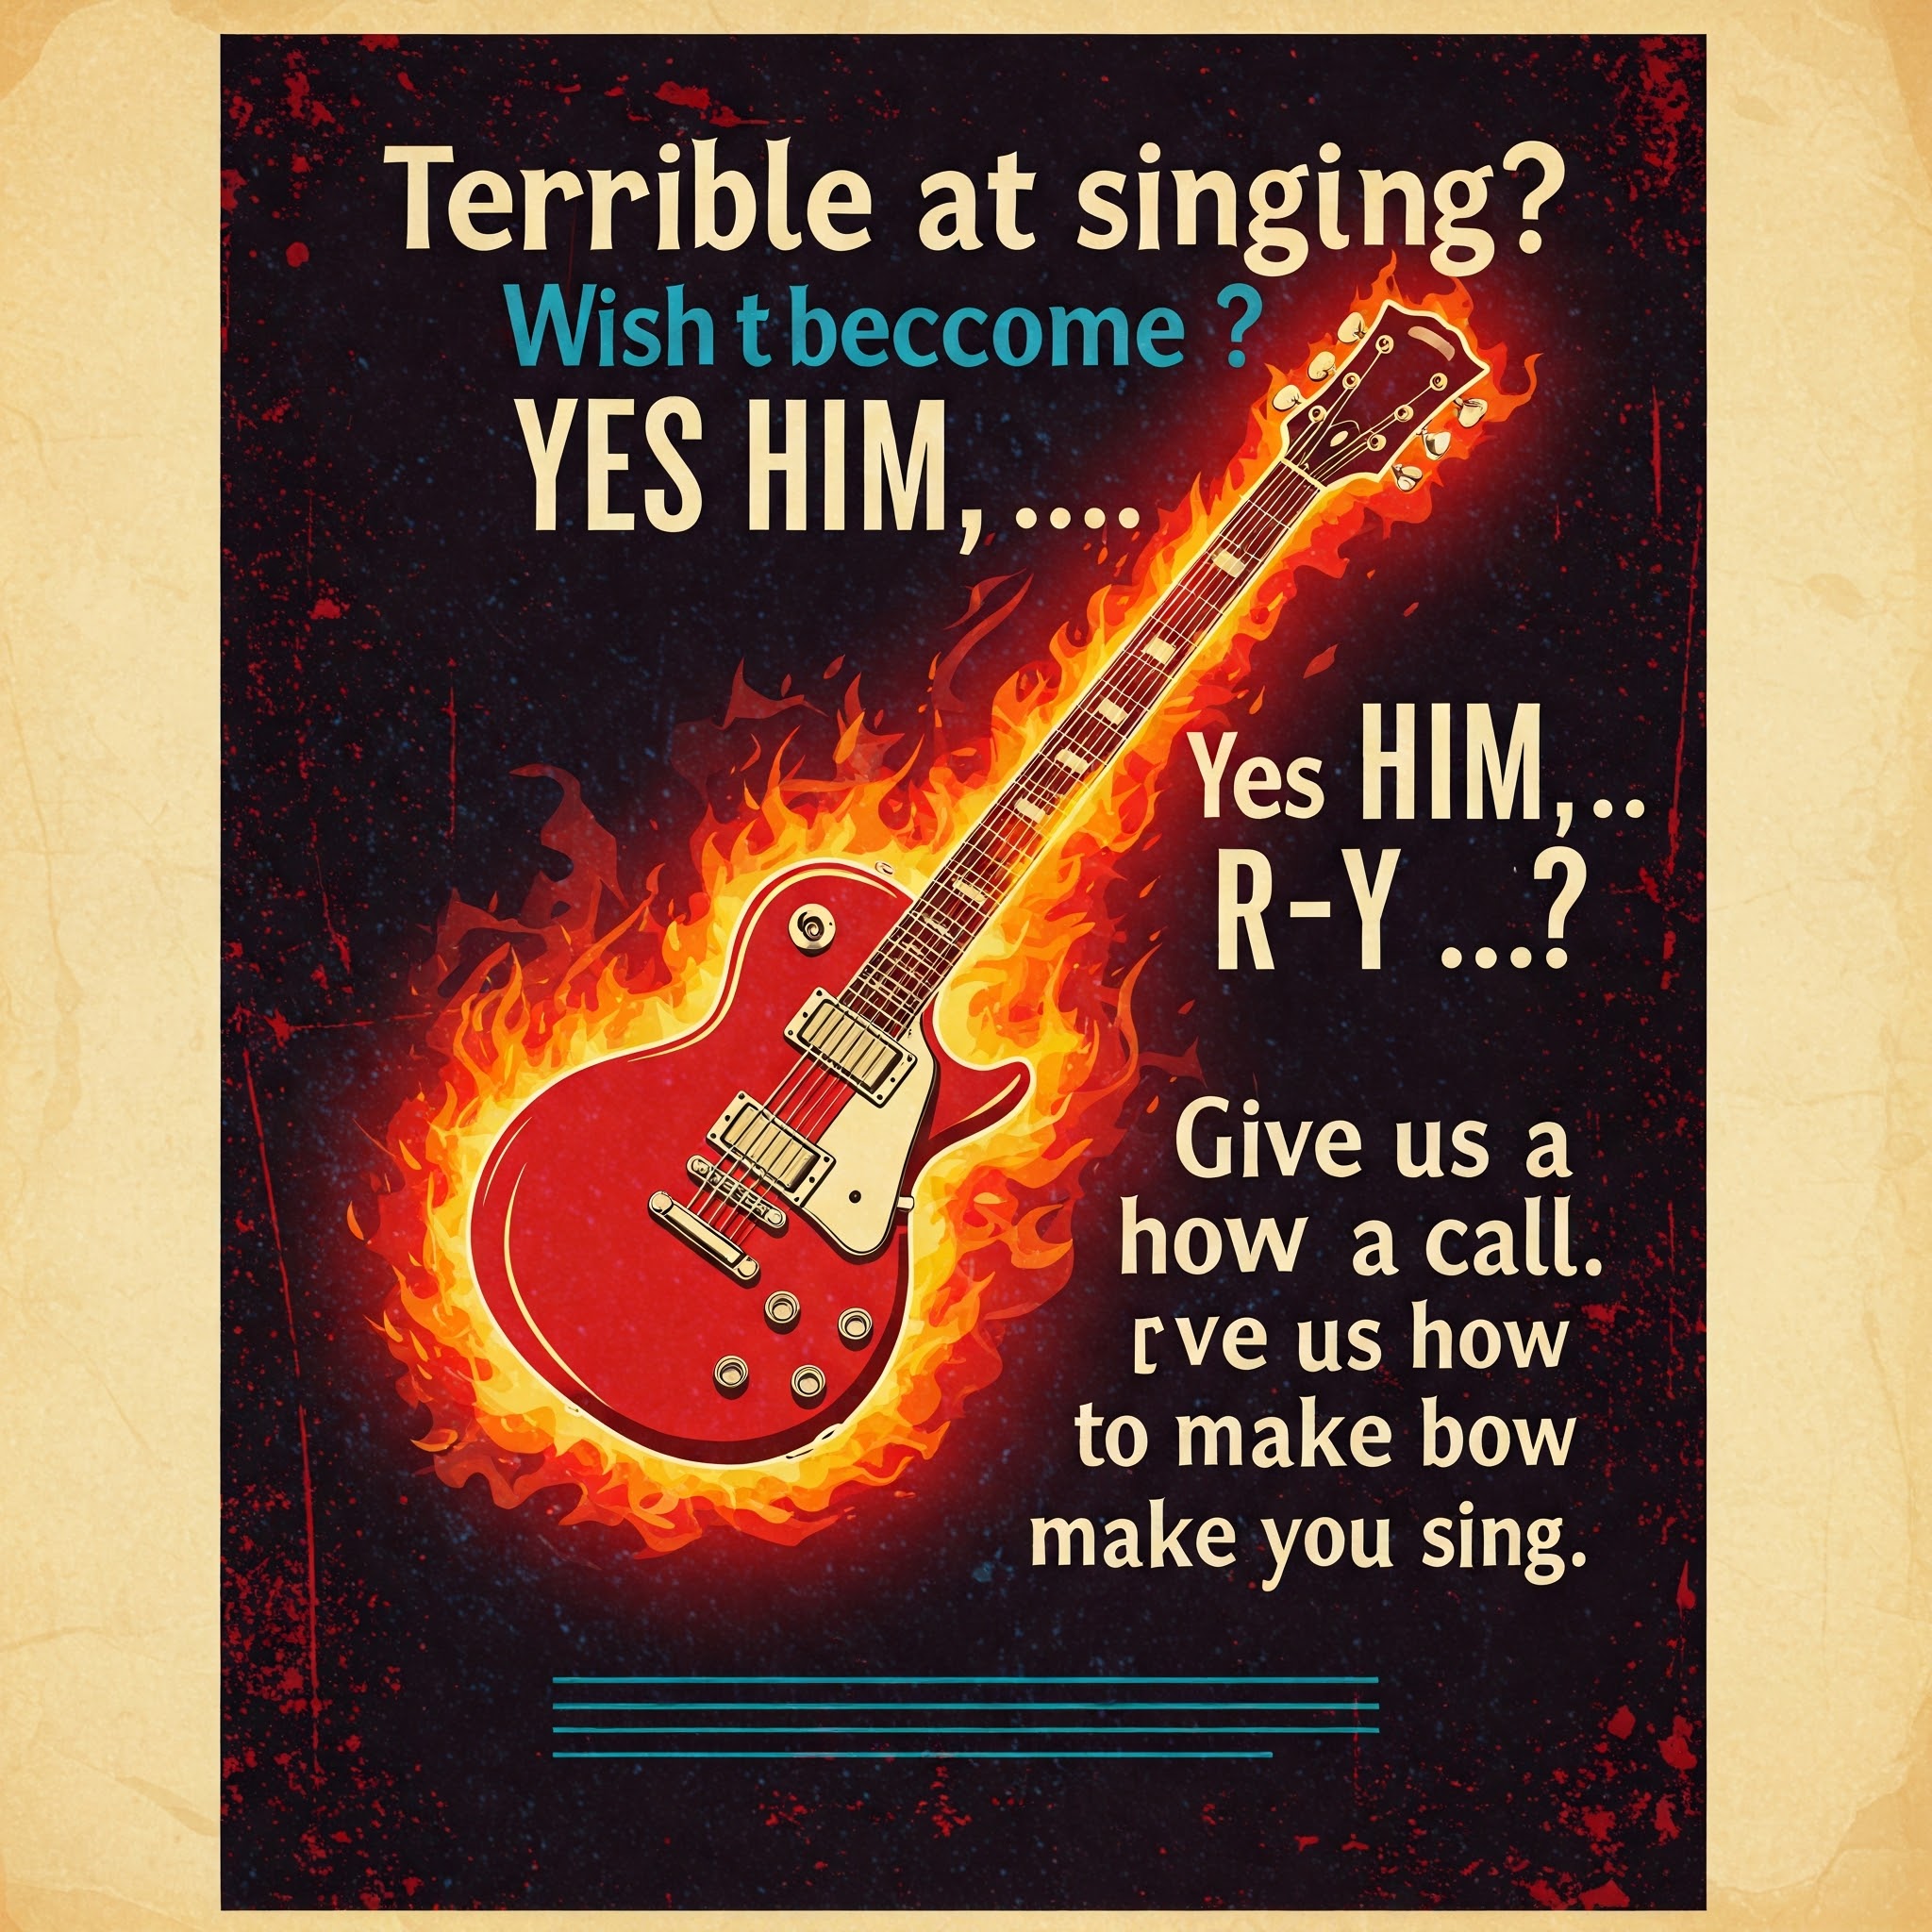 Terrible at singing?
Wish t beccome ?
YES HIM,....
Yes HIM,..
R-Y ...?
Give us a
how a call.
rve us how
to make bow
make you sing.